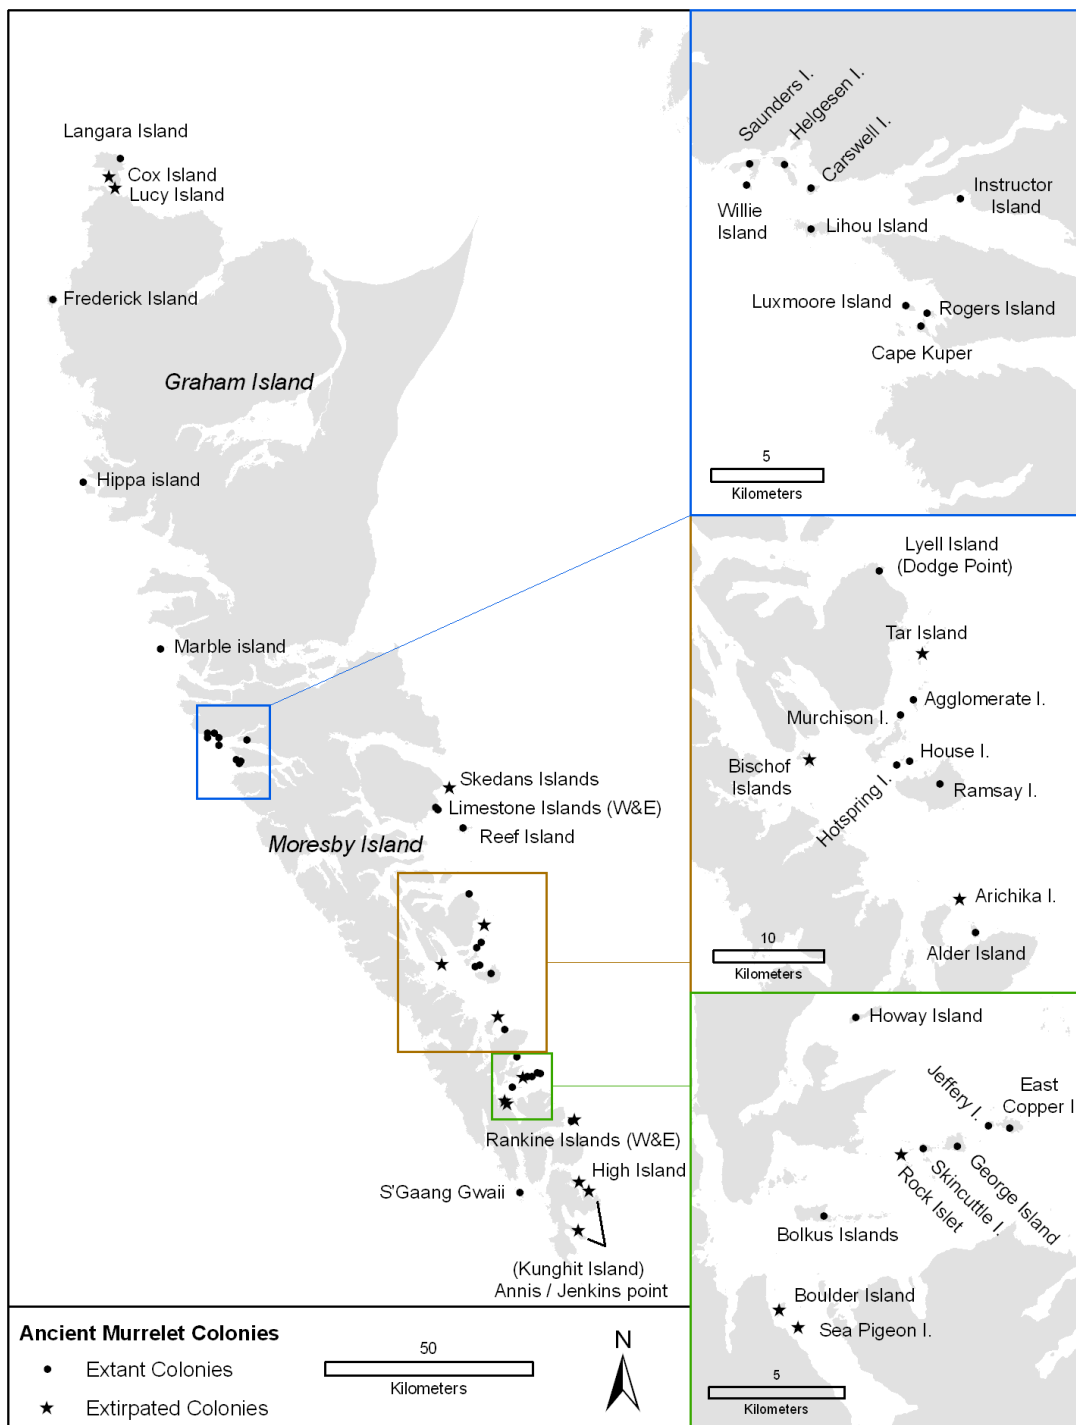 Langara Island
Cox Island
Lucy Island
Frederick Island
Graham Island
Hippa island
Marble island
Skedans Islands
Limestone Islands (W&E)
Reef Island
Moresby Island
Rankine Islands (W&E)
High Island
S'Gaang Gwaii
(Kunghit Island)
Annis / Jenkins point
Ancient Murrelet Colonies
Extant Colonies
Extirpated Colonies
50
Kilometers
N
Saunders I.
Helgesen I.
Carswell I.
Willie
Island
Instructor
Island
Lihou Island
Luxmoore Island
Rogers Island
Cape Kuper
5
Kilometers
Lyell Island
(Dodge Point)
Tar Island
Agglomerate I.
Murchison I.
House I.
Bischof
Islands
Hotspring I.
Ramsay I.
Arichika I.
Alder Island
10
Kilometers
Howay Island
Jeffery I.
East
Copper I
George Island
Skincuttle I.
Rock Islet
Bolkus Islands
Boulder Island
Sea Pigeon I.
5
Kilometers